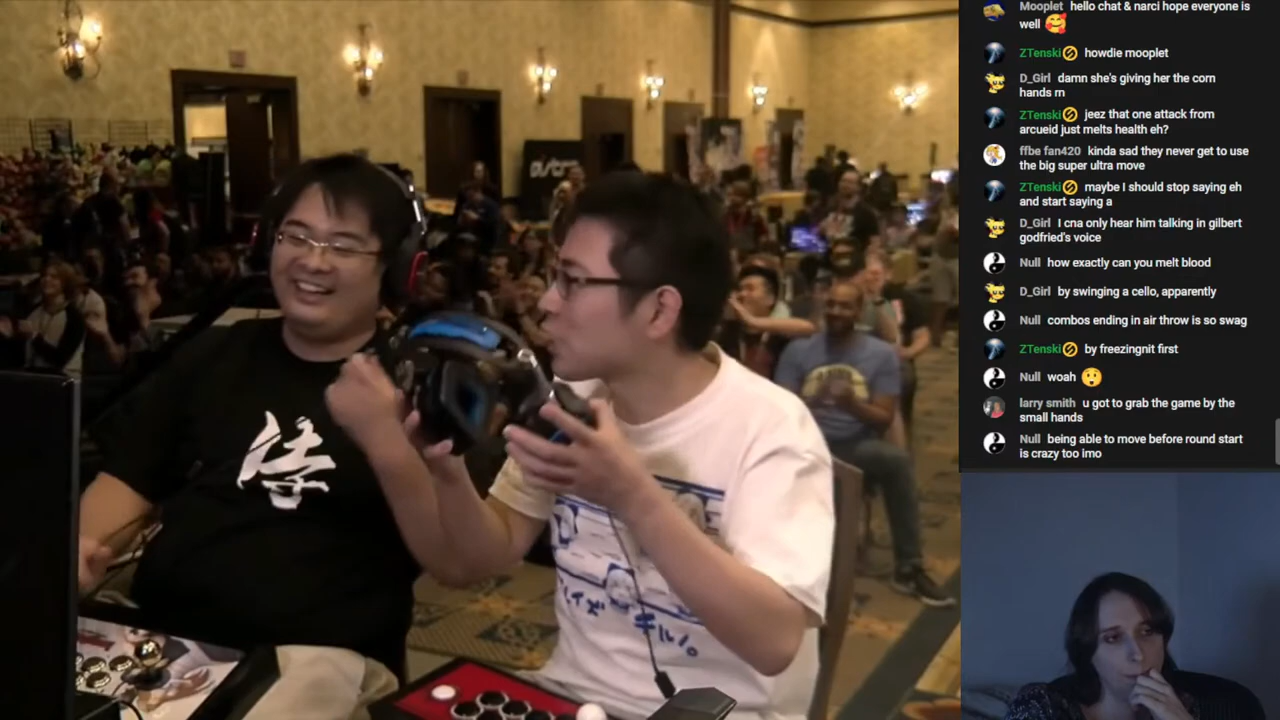 Mooplet hello chat & narci hope everyone is
well 🥰
ZTenski howdie mooplet
D_Girl damn she's giving her the corn
hands rn
ZTenski jeez that one attack from
arcueid just melts health eh?
ffbe fan420 kinda sad they never get to use
the big super ultra move
ZTenski maybe I should stop saying eh
and start saying a
D_Girl I cna only hear him talking in gilbert
godfried's voice
Null how exactly can you melt blood
D_Girl by swinging a cello, apparently
Null combos ending in air throw is so swag
ZTenski by freezingnit first
Null woah 😲
larry smith u got to grab the game by the
small hands
Null being able to move before round start
is crazy too imo
侍